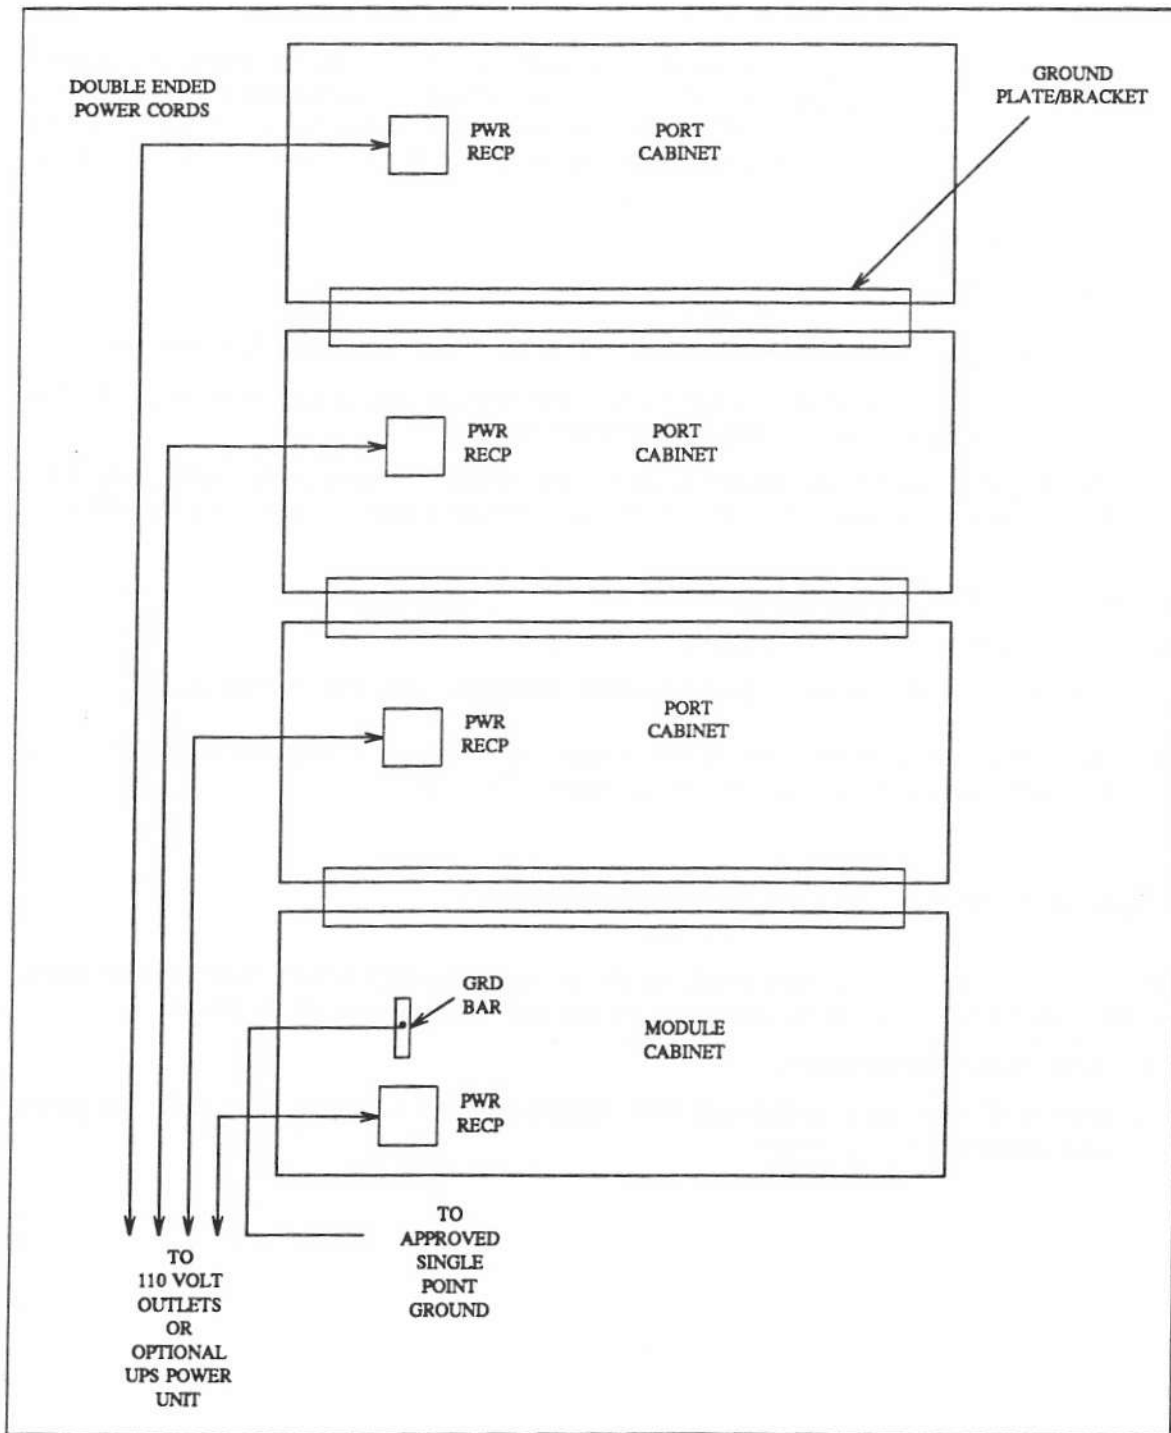 DOUBLE ENDED
POWER CORDS
GROUND
PLATE/BRACKET
PWR
RECP
PORT
CABINET
PWR
RECP
PORT
CABINET
PWR
RECP
PORT
CABINET
GRD
BAR
MODULE
CABINET
PWR
RECP
TO
APPROVED
SINGLE
POINT
GROUND
TO
110 VOLT
OUTLETS
OR
OPTIONAL
UPS POWER
UNIT